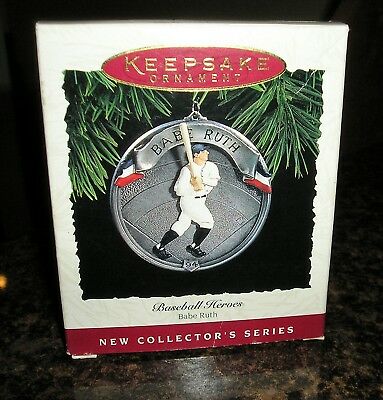 KEEPSAKE
ORNAMENT
BABE RUTH
Baseball Heroes
Babe Ruth
NEW COLLECTOR'S SERIES